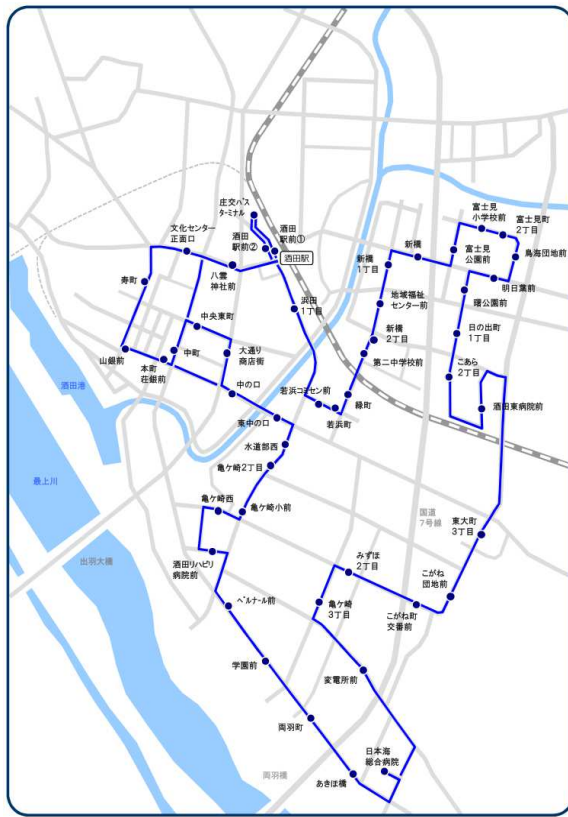 庄交バス
ターミナル
酒田
駅前②
酒田
駅前①
酒田駅
文化センター
正面口
八雲
神社前
寿町
中央東町
大通り
商店街
中町
本町
荘銀前
山銀前
中の口
東中の口
水道部西
亀ケ崎2丁目
亀ケ崎西
亀ケ崎小前
酒田リハビリ
病院前
ベルナール前
学園前
両羽町
あきほ橋
日本海
総合病院
変電所前
亀ケ崎
3丁目
みずほ
2丁目
こがね町
交番前
こがね
団地前
東大町
3丁目
酒田東病院前
こあら
2丁目
日の出町
1丁目
曙公園前
明日葉前
鳥海団地前
富士見町
2丁目
富士見
小学校前
富士見
公園前
新橋
新橋
1丁目
地域福祉
センター前
新橋
2丁目
第二中学校前
緑町
若浜町
若浜コミセン前
浜田
1丁目
酒田港
最上川
出羽大橋
両羽橋
国道
7号線